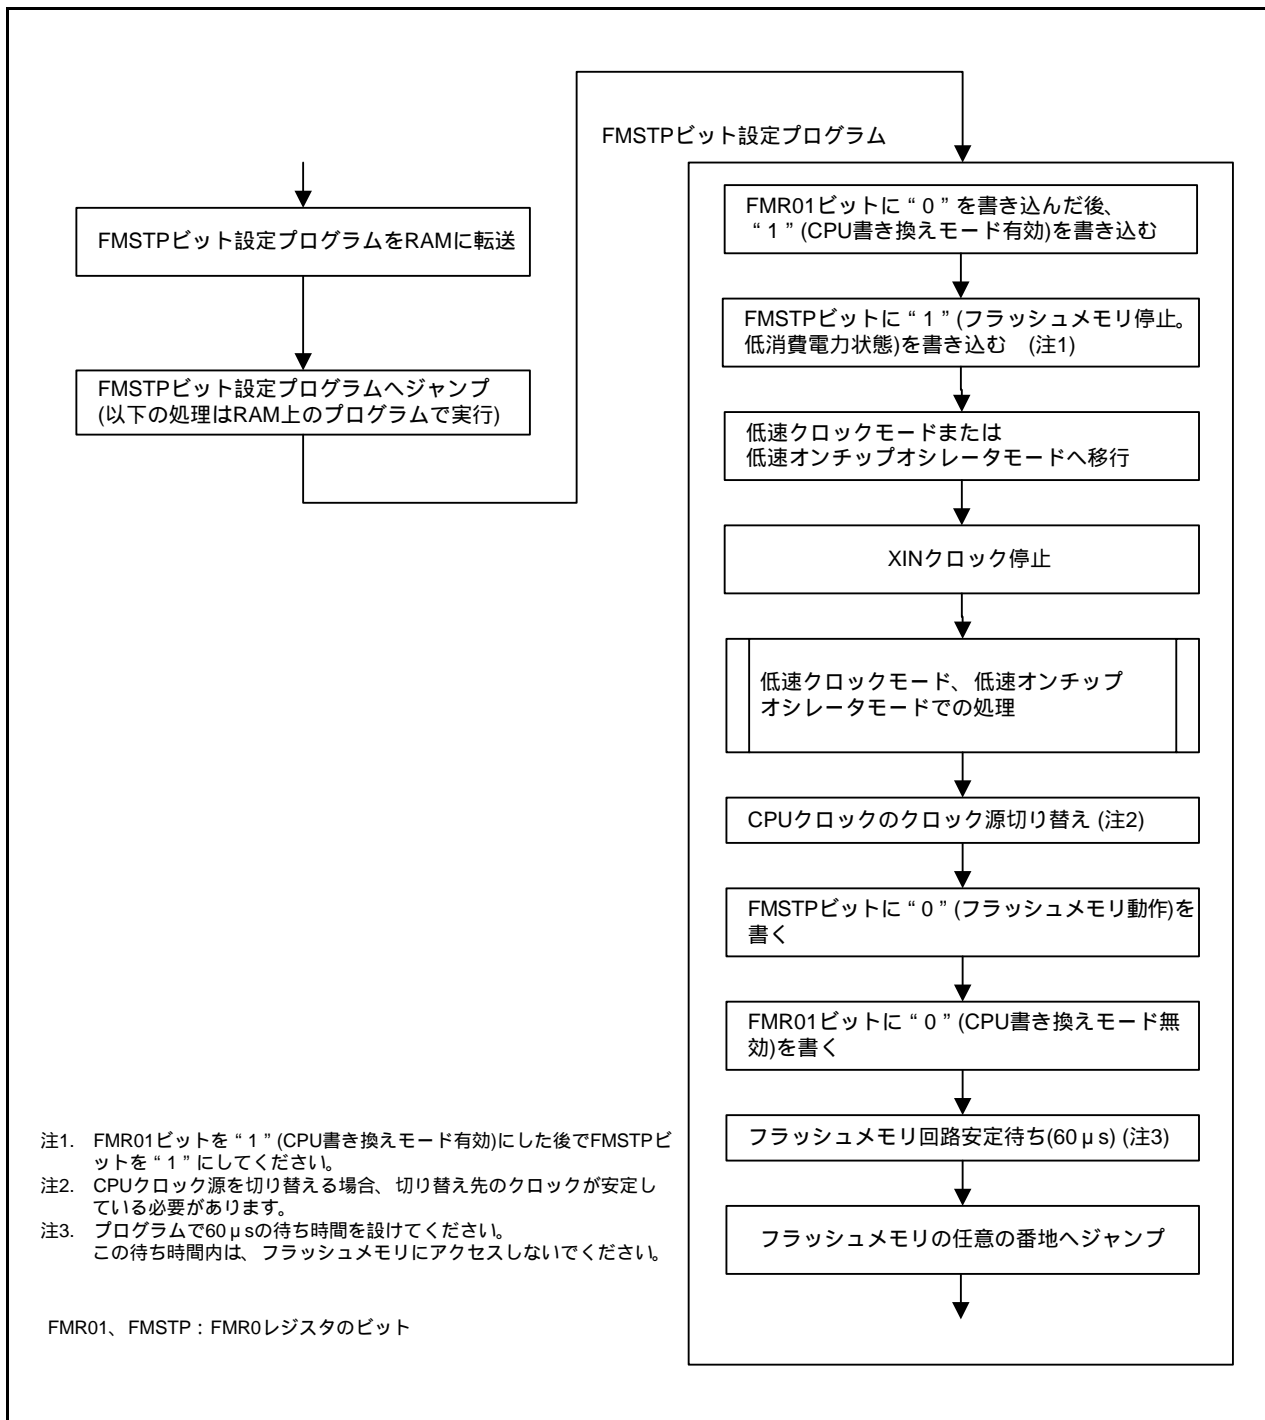 FMSTPビット設定プログラムをRAMに転送
FMSTPビット設定プログラムへジャンプ
(以下の処理はRAM上のプログラムで実行)
FMSTPビット設定プログラム
FMR01ビットに“ 0 ” を書き込んだ後、
“ 1 ” (CPU書き換えモード有効)を書き込む
FMSTPビットに“ 1 ” (フラッシュメモリ停止。
低消費電力状態)を書き込む (注1)
低速クロックモードまたは
低速オンチップオシレータモードへ移行
XINクロック停止
低速クロックモード、低速オンチップ
オシレータモードでの処理
CPUクロックのクロック源切り替え (注2)
FMSTPビットに“ 0 ” (フラッシュメモリ動作)を
書く
FMR01ビットに“ 0 ” (CPU書き換えモード無
効)を書く
フラッシュメモリ回路安定待ち(60μs) (注3)
フラッシュメモリの任意の番地へジャンプ
注1. FMR01ビットを“ 1 ” (CPU書き換えモード有効)にした後でFMSTPビ
ットを“ 1 ” にしてください。
注2. CPUクロック源を切り替える場合、切り替え先のクロックが安定し
ている必要があります。
注3. プログラムで60μsの待ち時間を設けてください。
この待ち時間内は、フラッシュメモリにアクセスしないでください。
FMR01、FMSTP : FMR0レジスタのビット